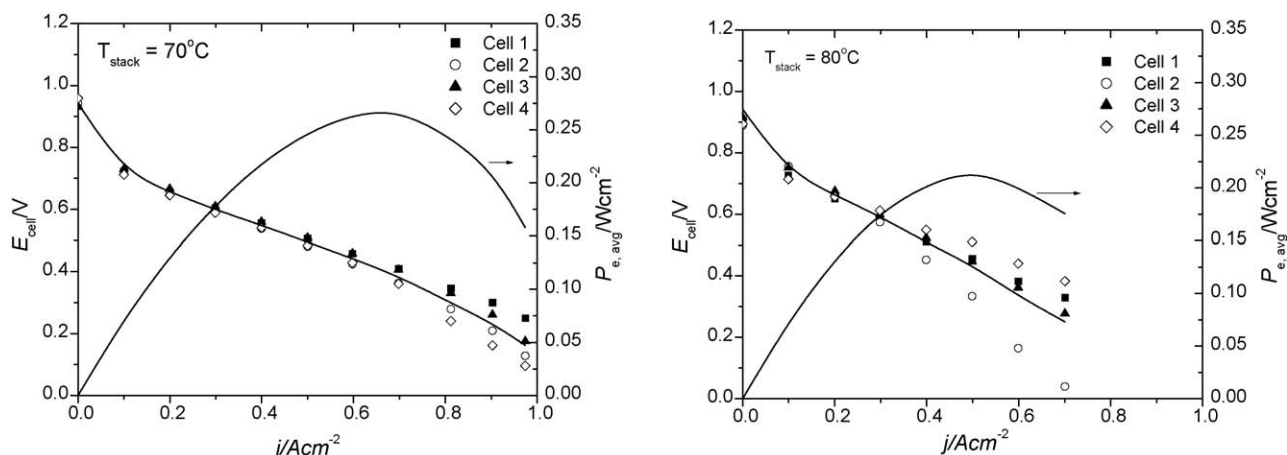 T_stack = 70°C
Cell 1
Cell 2
Cell 3
Cell 4
E_cell/V
1.2
1.0
0.8
0.6
0.4
0.2
0.0
P_e, avg/Wcm⁻²
0.35
0.30
0.25
0.20
0.15
0.10
0.05
0.00
0.0 0.2 0.4 0.6 0.8 1.0
j/Acm⁻²
T_stack = 80°C
Cell 1
Cell 2
Cell 3
Cell 4
E_cell/V
1.2
1.0
0.8
0.6
0.4
0.2
0.0
P_e, avg/Wcm⁻²
0.35
0.30
0.25
0.20
0.15
0.10
0.05
0.00
0.0 0.2 0.4 0.6 0.8 1.0
j/Acm⁻²